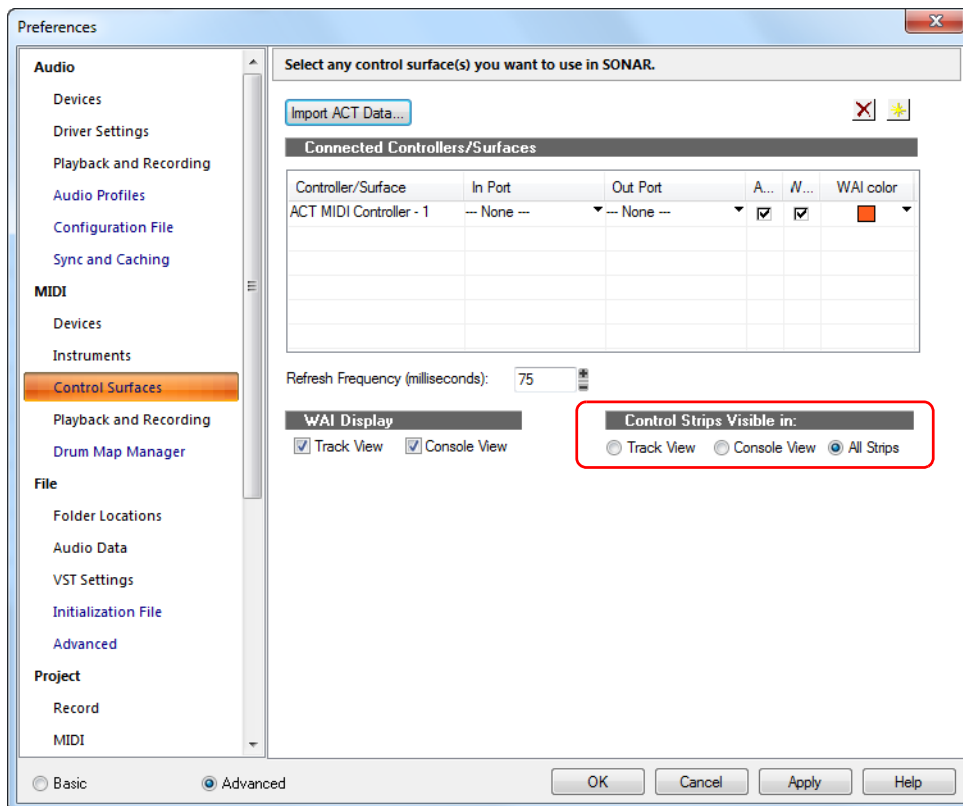 Preferences
Audio
Devices
Driver Settings
Playback and Recording
Audio Profiles
Configuration File
Sync and Caching
MIDI
Devices
Instruments
Control Surfaces
Playback and Recording
Drum Map Manager
File
Folder Locations
Audio Data
VST Settings
Initialization File
Advanced
Project
Record
MIDI
Select any control surface(s) you want to use in SONAR.
Import ACT Data...
Connected Controllers/Surfaces
Controller/Surface In Port Out Port A... W... WAI color
ACT MIDI Controller - 1 --- None --- --- None ---
Refresh Frequency (milliseconds): 75
WAI Display Control Strips Visible in:
Track View Console View Track View Console View All Strips
Basic Advanced OK Cancel Apply Help